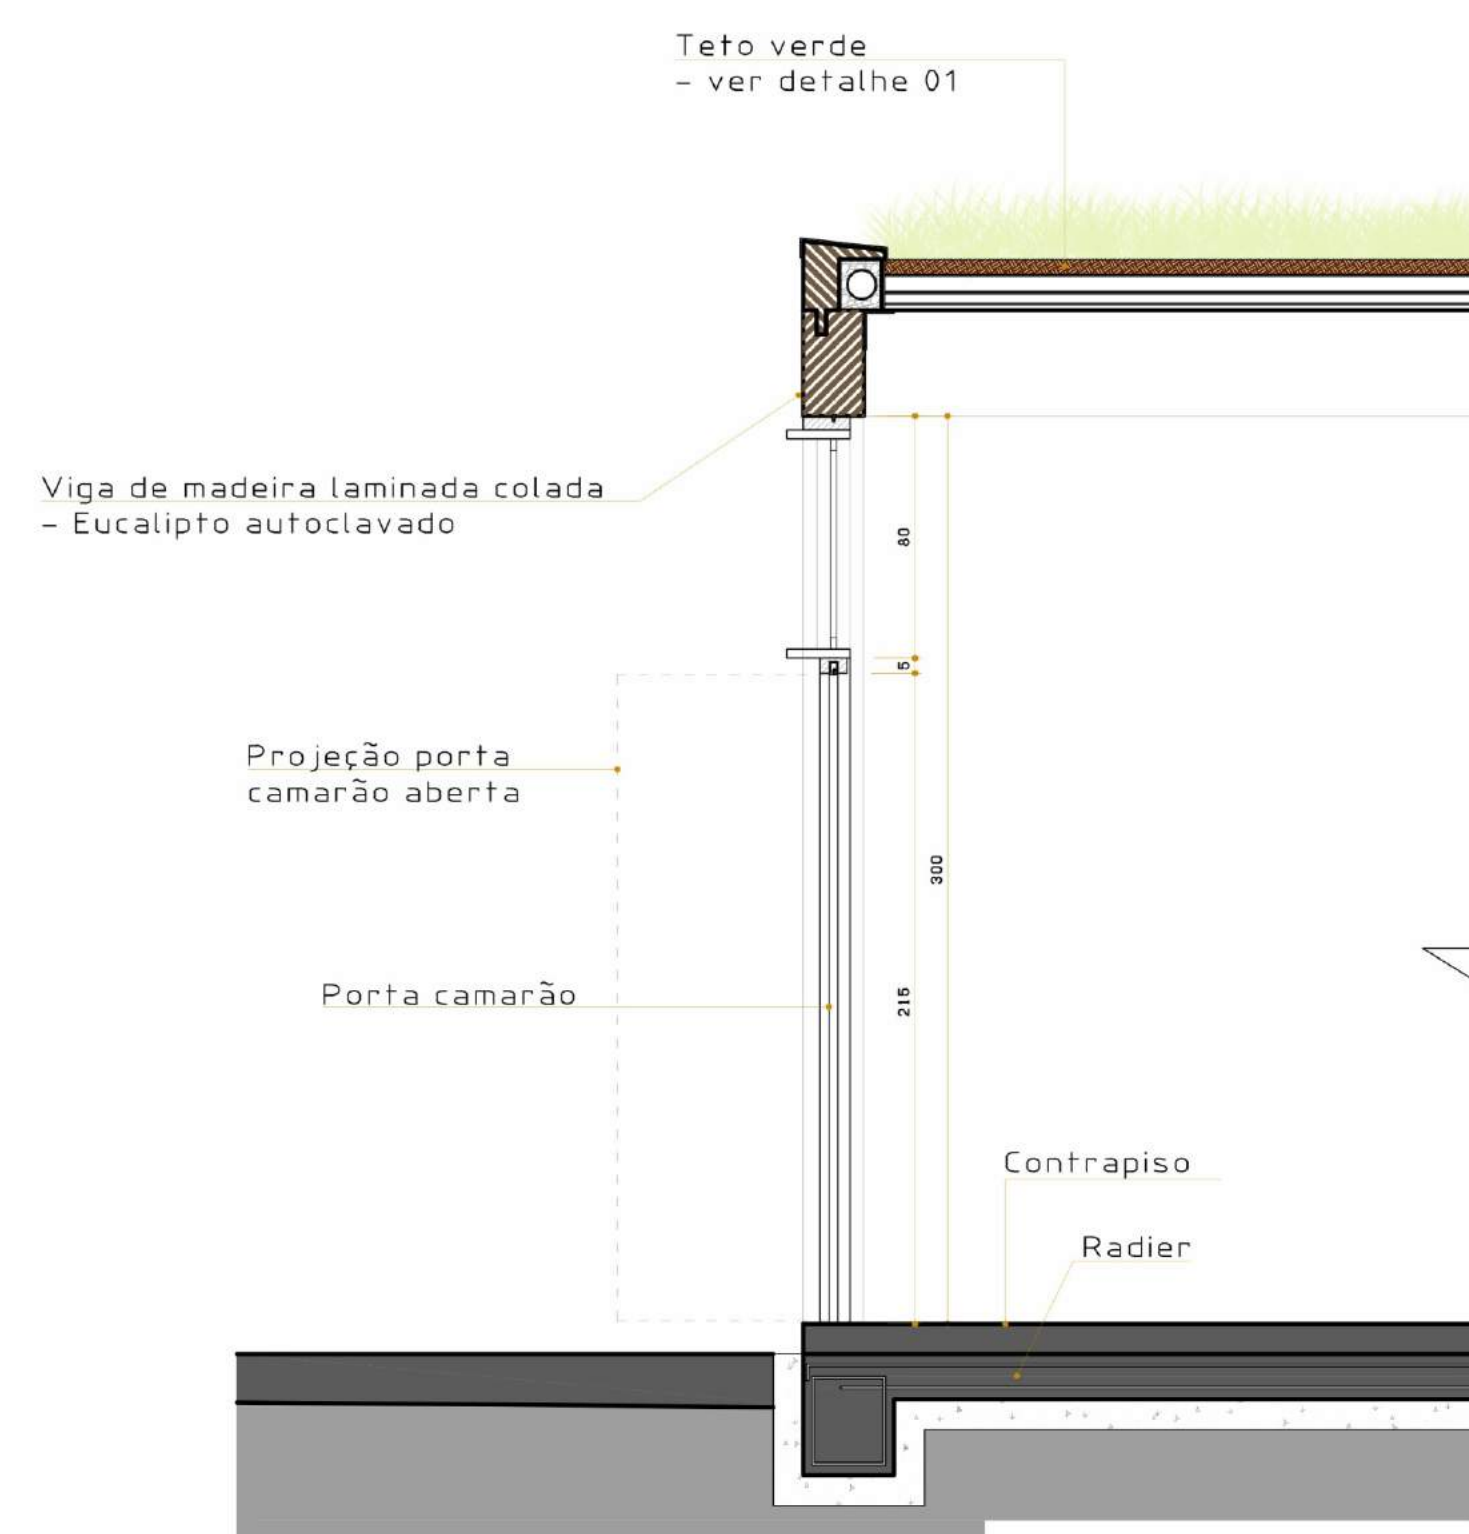 Teto verde
- ver detalhe 01
Viga de madeira laminada colada
- Eucalipto autoclavado
80
5
Projeção porta
camarão aberta
300
Porta camarão
215
Contrapiso
Radier